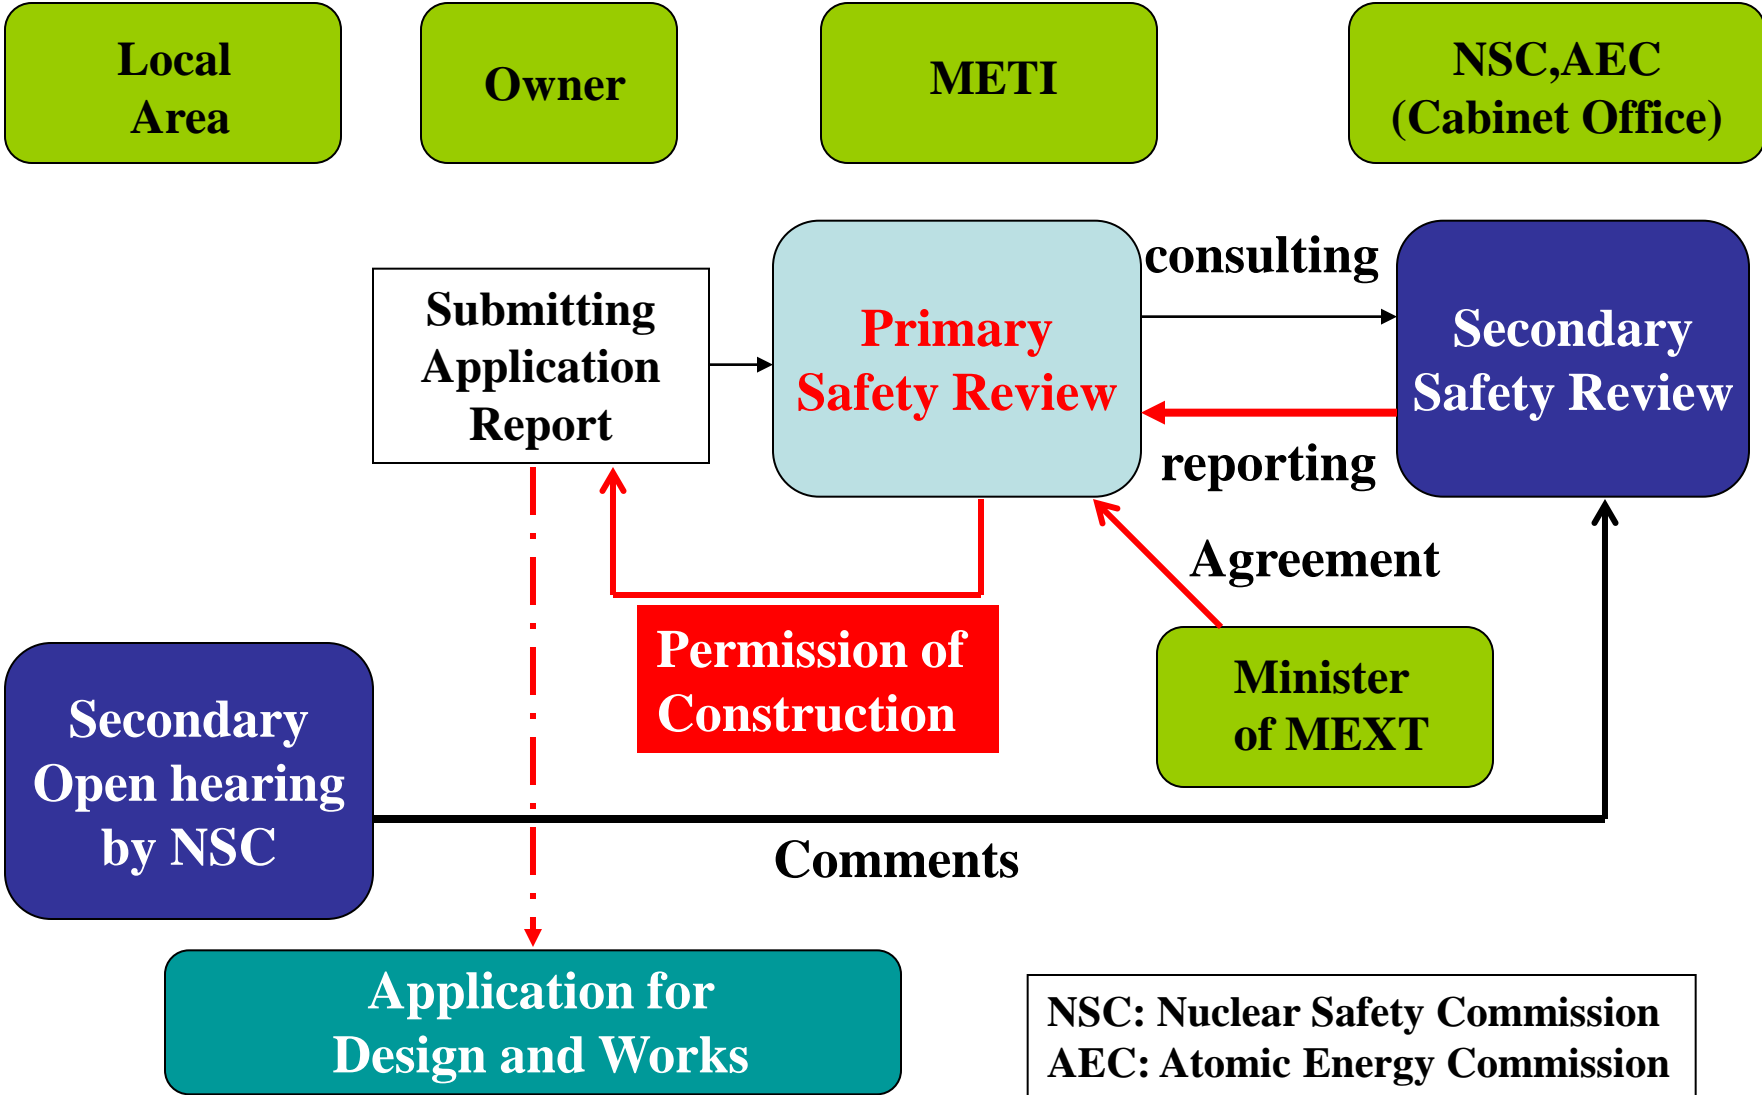 Local
Area
Owner
METI
NSC,AEC
(Cabinet Office)
Submitting
Application
Report
Primary
Safety Review
consulting
reporting
Secondary
Safety Review
Agreement
Permission of
Construction
Minister
of MEXT
Secondary
Open hearing
by NSC
Comments
Application for
Design and Works
NSC: Nuclear Safety Commission
AEC: Atomic Energy Commission